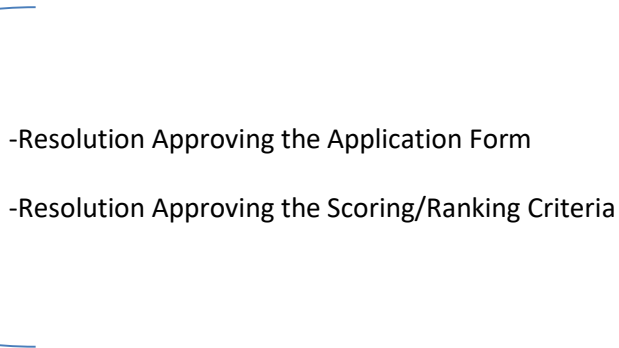 -Resolution Approving the Application Form
-Resolution Approving the Scoring/Ranking Criteria